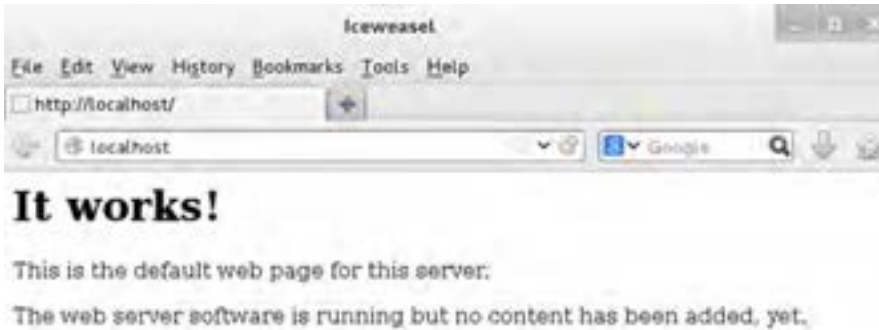 Iceweasel
File Edit View History Bookmarks Tools Help
http://localhost/
localhost
Google
It works!
This is the default web page for this server.
The web server software is running but no content has been added, yet.